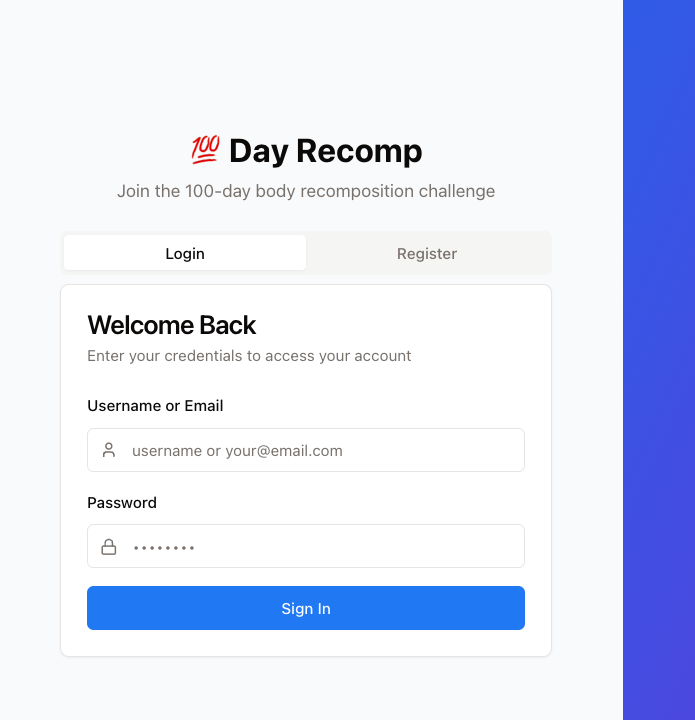 💯 Day Recomp
Join the 100-day body recomposition challenge
Login
Register
Welcome Back
Enter your credentials to access your account
Username or Email
username or your@email.com
Password
••••••••
Sign In